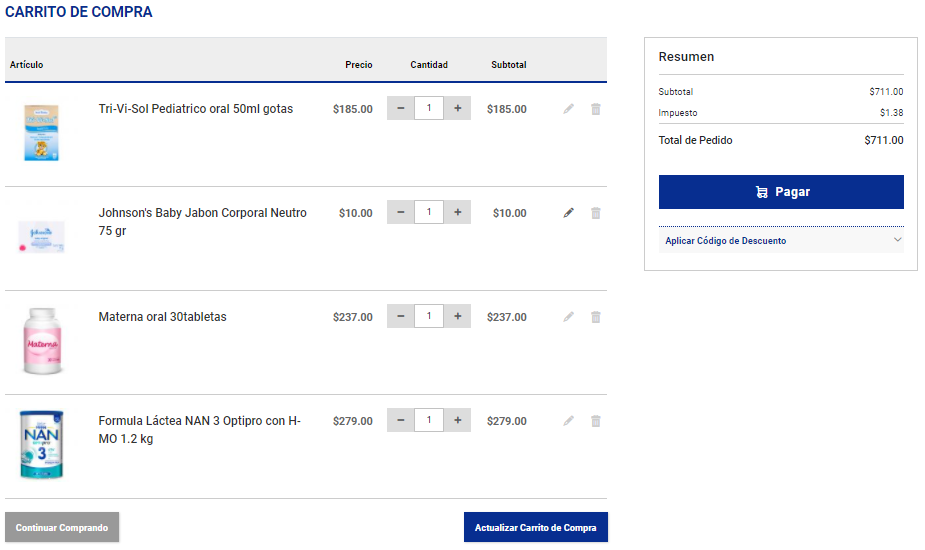 CARRITO DE COMPRA
Artículo Precio Cantidad Subtotal
Tri-Vi-Sol Pediatrico oral 50ml gotas $185.00 − 1 + $185.00
Johnson's Baby Jabon Corporal Neutro $10.00 − 1 + $10.00
75 gr
Johnson's
Materna oral 30tabletas $237.00 − 1 + $237.00
Materna
Formula Láctea NAN 3 Optipro con H- $279.00 − 1 + $279.00
MO 1.2 kg
NAN
3
Continuar Comprando
Actualizar Carrito de Compra
Resumen
Subtotal $711.00
Impuesto $1.38
Total de Pedido $711.00
Pagar
Aplicar Código de Descuento